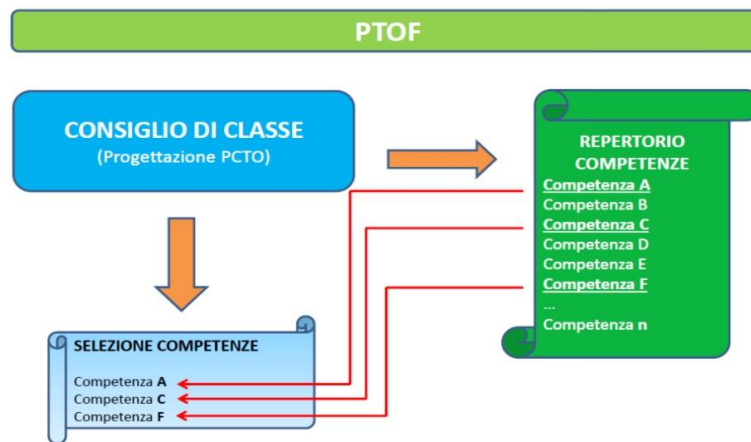 PTOF
CONSIGLIO DI CLASSE
(Progettazione PCTO)
REPERTORIO
COMPETENZE
Competenza A
Competenza B
Competenza C
Competenza D
Competenza E
Competenza F
...
Competenza n
SELEZIONE COMPETENZE
Competenza A
Competenza C
Competenza F